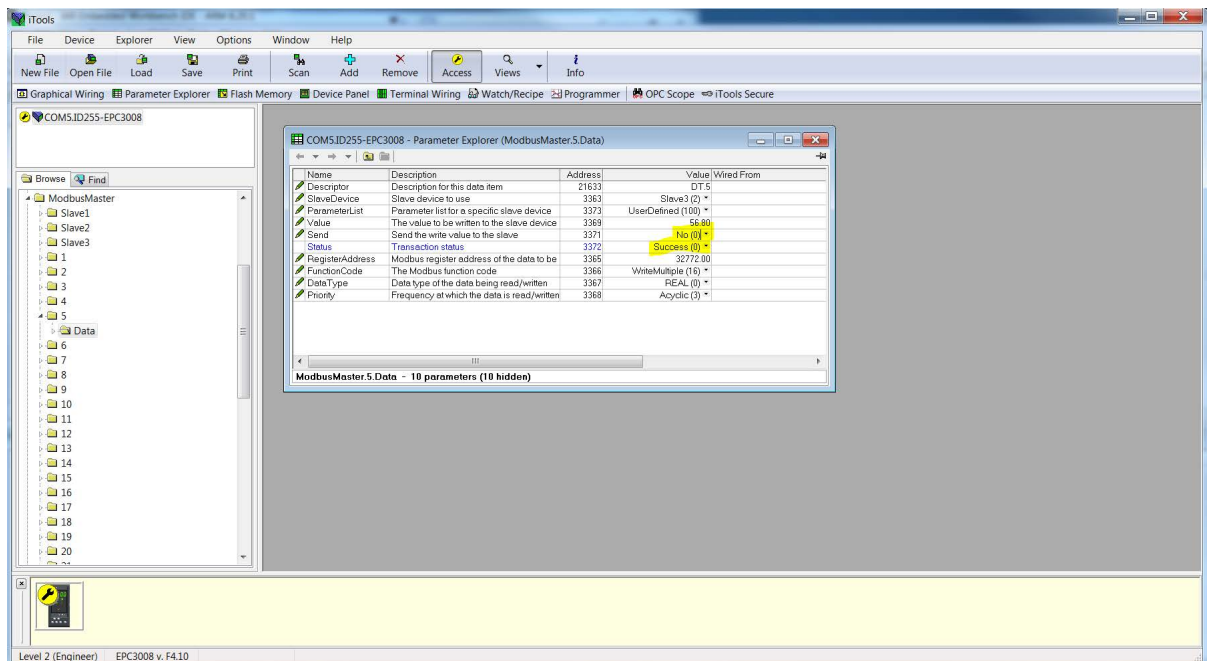 iTools
File Device Explorer View Options Window Help
New File Open File Load Save Print Scan Add Remove Access Views Info
Graphical Wiring Parameter Explorer Flash Memory Device Panel Terminal Wiring Watch/Recipe Programmer OPC Scope iTools Secure
COM5.ID255-EPC3008
Browse Find
ModbusMaster
Slave1
Slave2
Slave3
1
2
3
4
5
Data
6
7
8
9
10
11
12
13
14
15
16
17
18
19
20
COM5.ID255-EPC3008 - Parameter Explorer (ModbusMaster.5.Data)
Name Description Address Value Wired From
Descriptor Description for this data item 21633 DT.5
SlaveDevice Slave device to use 3363 Slave3 (2)
ParameterList Parameter list for a specific slave device 3373 UserDefined (100)
Value The value to be written to the slave device 3369 56.80
Send Send the write value to the slave 3371 No (0)
Status Transaction status 3372 Success (0)
RegisterAddress Modbus register address of the data to be 3365 32772.00
FunctionCode The Modbus function code 3366 WriteMultiple (16)
DataType Data type of the data being read/written 3367 REAL (0)
Priority Frequency at which the data is read/written 3368 Acyclic (3)
ModbusMaster.5.Data - 10 parameters (10 hidden)
Level 2 (Engineer) EPC3008 v. F4.10